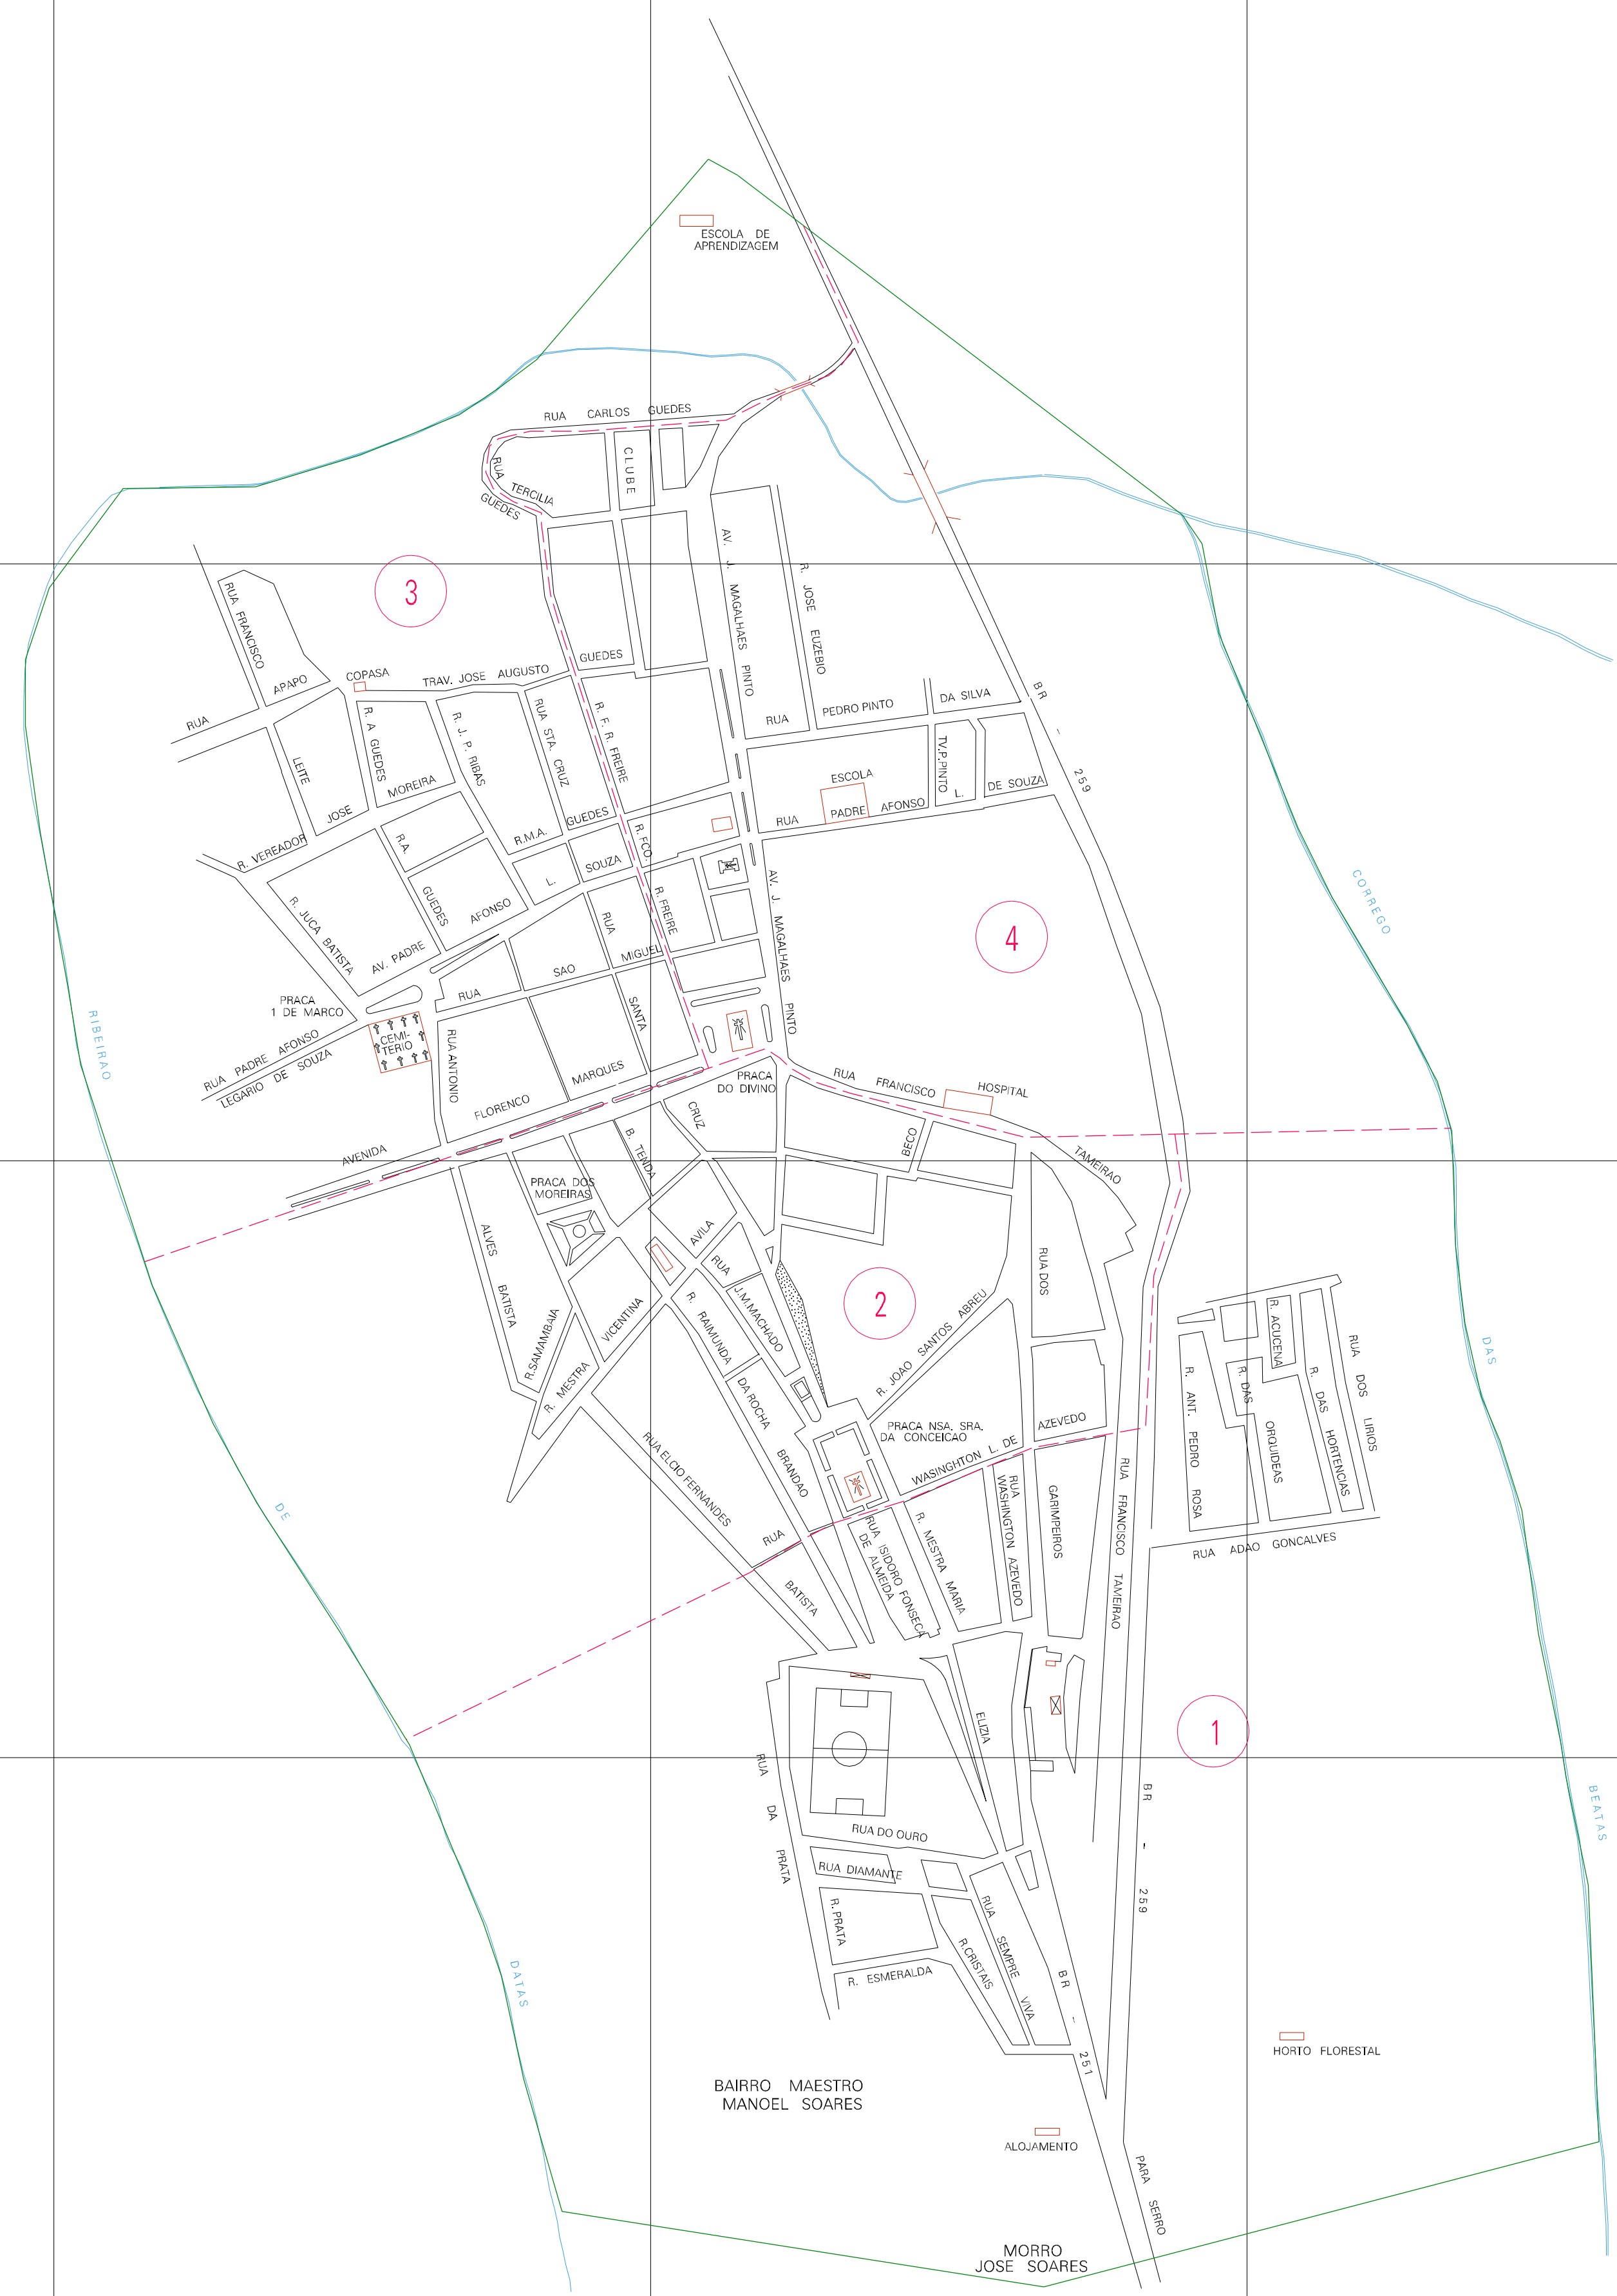 ESCOLA DE
APRENDIZAGEM
RUA CARLOS GUEDES
CLUBE
RUA
TERCILIA
GUEDES
AV. J. MAGALHAES PINTO
R. JOSE EUZEBIO
3
RUA FRANCISCO
APAPO
RUA
COPASA
TRAV. JOSE AUGUSTO
GUEDES
LEITE
R. A GUEDES
R. J. P. RIBAS
RUA STA. CRUZ
R. F. R. FREIRE
RUA
PEDRO PINTO
DA SILVA
BR - 259
TV.P.PINTO
ESCOLA
PADRE
RUA
AFONSO
L.
DE SOUZA
MOREIRA
JOSE
R. VEREADOR
R.A.
GUEDES
R.M.A.
GUEDES
R. FCO.
R. FREIRE
L.
SOUZA
AFONSO
AV. PADRE
R. JUCA BATISTA
RUA
SAO
MIGUEL
RUA
SANTA
AV. J. MAGALHAES PINTO
4
CORREGO
PRACA
1 DE MARCO
RUA PADRE AFONSO
LEGARIO DE SOUZA
CEMI-
TERIO
RUA ANTONIO
RIBEIRAO
MARQUES
FLORENCO
AVENIDA
PRACA
DO DIVINO
RUA
FRANCISCO
HOSPITAL
TAMEIRAO
BECO
CRUZ
B. TENDA
PRACA DOS
MOREIRAS
ALVES
BATISTA
AVILA
RUA
J.M.MACHADO
R. RAIMUNDA
DA ROCHA
BRANDAO
R.SAMAMBAIA
VICENTINA
R. MESTRA
2
R. JOAO SANTOS ABREU
RUA DOS
GARIMPEIROS
R. ACUCENA
RUA DOS LIRIOS
R. DAS HORTENCIAS
R. DAS
ORQUIDEAS
R. ANT. PEDRO ROSA
RUA ADAO GONCALVES
DAS
PRACA NSA. SRA.
DA CONCEICAO
AZEVEDO
WASINGHTON L. DE
RUA
RUA
WASHINGTON AZEVEDO
RUA ELCIO FERNANDES
BATISTA
RUA ISIDORO FONSECA
DE ALMEIDA
R. MESTRA MARIA
RUA FRANCISCO TAMEIRAO
DE
ELIZIA
1
RUA DA PRATA
RUA DO OURO
RUA DIAMANTE
R. PRATA
R. ESMERALDA
R.CRISTAIS
RUA SEMPRE VIVA
BR - 251
BR - 259
BEATAS
DATAS
HORTO FLORESTAL
BAIRRO MAESTRO
MANOEL SOARES
ALOJAMENTO
PARA SERRO
MORRO
JOSE SOARES